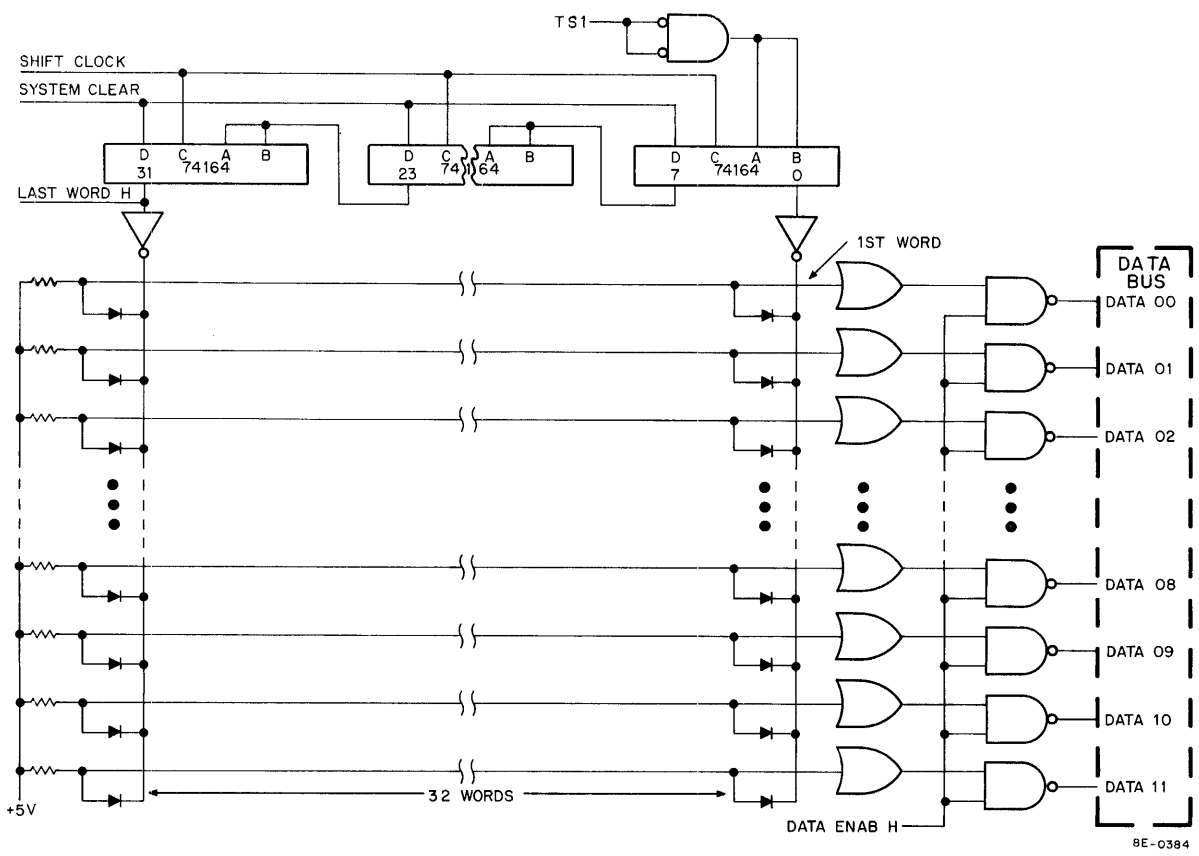 TS1
SHIFT CLOCK
SYSTEM CLEAR
D C A B
31 74164
D C A B
23 74164
D C A B
7 74164 0
LAST WORD H
1ST WORD
DATA
BUS
DATA 00
DATA 01
DATA 02
DATA 08
DATA 09
DATA 10
DATA 11
32 WORDS
+5V
DATA ENAB H
8E-0384